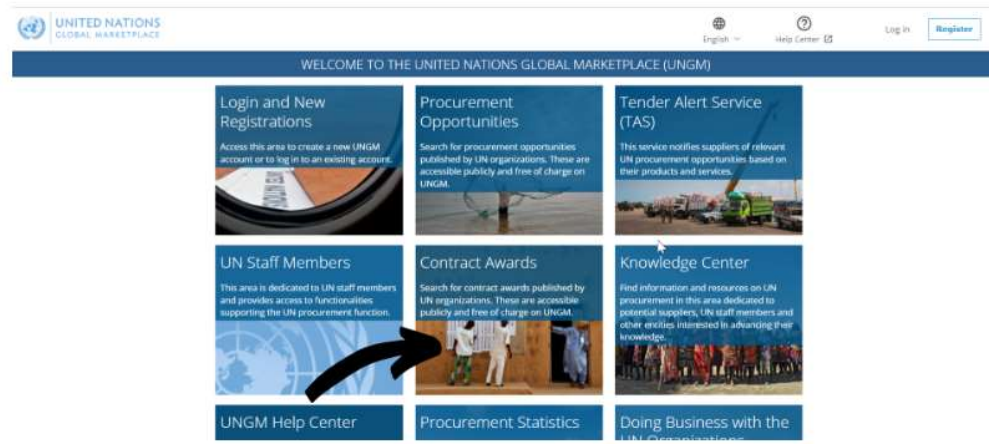 UNITED NATIONS
GLOBAL MARKETPLACE
English
Help Center
Log in
Register
WELCOME TO THE UNITED NATIONS GLOBAL MARKETPLACE (UNGM)
Login and New
Registrations
Access this area to create a new UNGM
account or to log in to an existing account.
Procurement
Opportunities
Search for procurement opportunities
published by UN organizations. These are
accessible publicly and free of charge on
UNGM.
Tender Alert Service
(TAS)
This service notifies suppliers of relevant
UN procurement opportunities based on
their products and services.
UN Staff Members
This area is dedicated to UN staff members
and provides access to functionalities
supporting the UN procurement function.
Contract Awards
Search for contract awards published by
UN organizations. These are accessible
publicly and free of charge on UNGM.
Knowledge Center
Find information and resources on UN
procurement in this area dedicated to
potential suppliers, UN staff members and
other entities interested in advancing their
knowledge.
UNGM Help Center
Procurement Statistics
Doing Business with the
UN Organizations